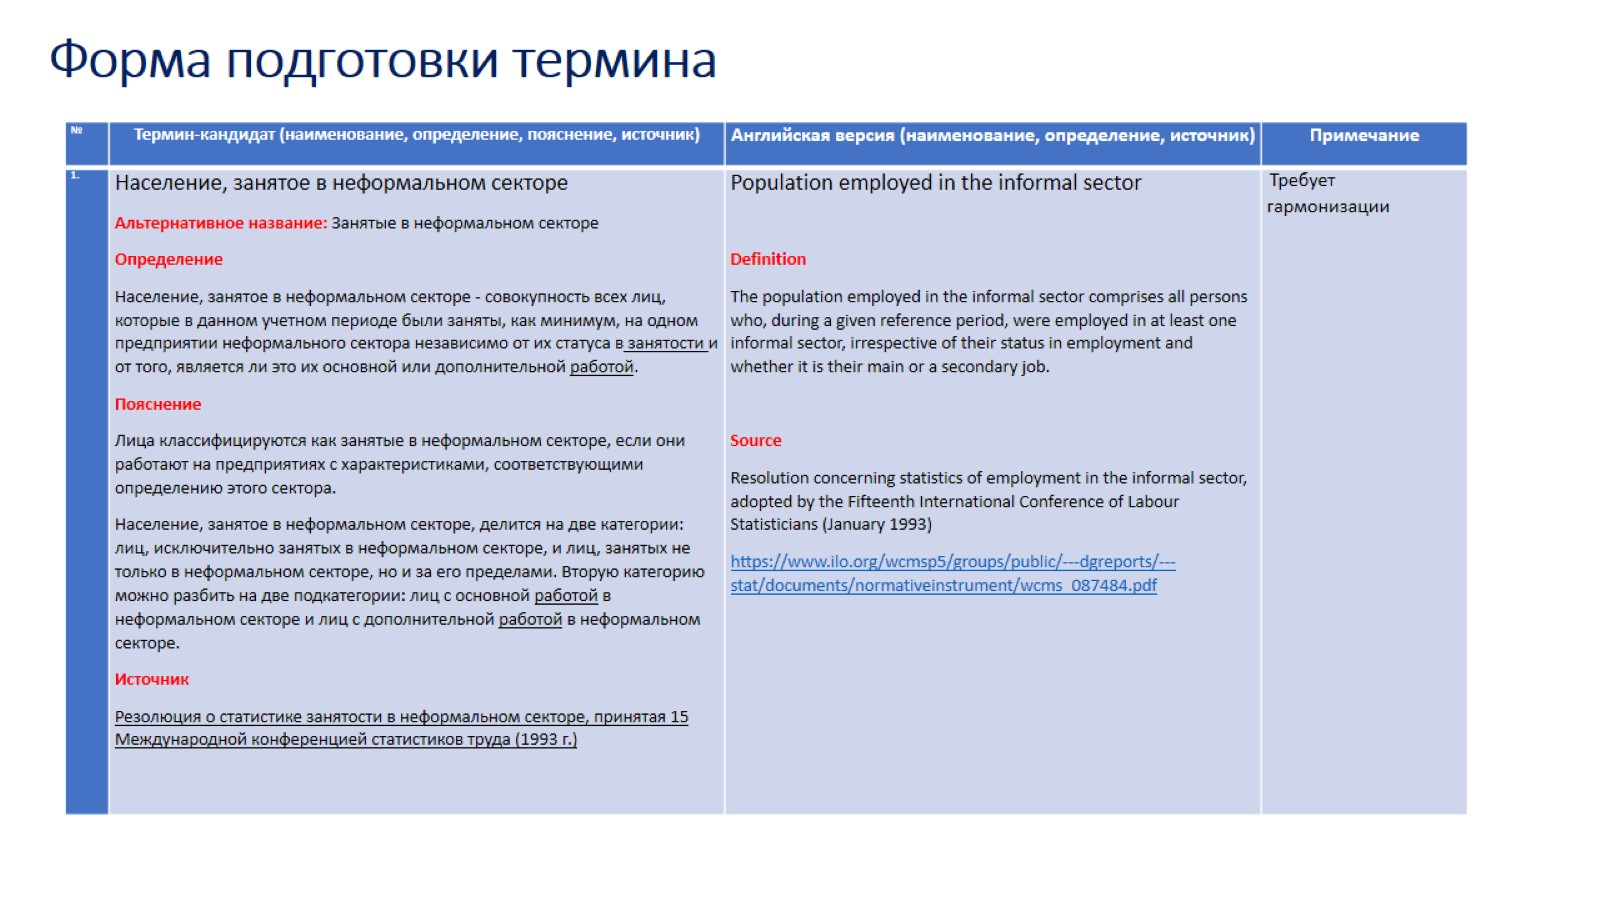 Форма подготовки термина
№
Термин-кандидат (наименование, определение, пояснение, источник)
Английская версия (наименование, определение, источник)
Примечание
1.
Население, занятое в неформальном секторе
Альтернативное название: Занятые в неформальном секторе
Определение
Население, занятое в неформальном секторе - совокупность всех лиц,
которые в данном учетном периоде были заняты, как минимум, на одном
предприятии неформального сектора независимо от их статуса в занятости и
от того, является ли это их основной или дополнительной работой.
Пояснение
Лица классифицируются как занятые в неформальном секторе, если они
работают на предприятиях с характеристиками, соответствующими
определению этого сектора.
Население, занятое в неформальном секторе, делится на две категории:
лиц, исключительно занятых в неформальном секторе, и лиц, занятых не
только в неформальном секторе, но и за его пределами. Вторую категорию
можно разбить на две подкатегории: лиц с основной работой в
неформальном секторе и лиц с дополнительной работой в неформальном
секторе.
Источник
Резолюция о статистике занятости в неформальном секторе, принятая 15
Международной конференцией статистиков труда (1993 г.)
Population employed in the informal sector
Definition
The population employed in the informal sector comprises all persons
who, during a given reference period, were employed in at least one
informal sector, irrespective of their status in employment and
whether it is their main or a secondary job.
Source
Resolution concerning statistics of employment in the informal sector,
adopted by the Fifteenth International Conference of Labour
Statisticians (January 1993)
https://www.ilo.org/wcmsp5/groups/public/---dgreports/---
stat/documents/normativeinstrument/wcms_087484.pdf
Требует
гармонизации